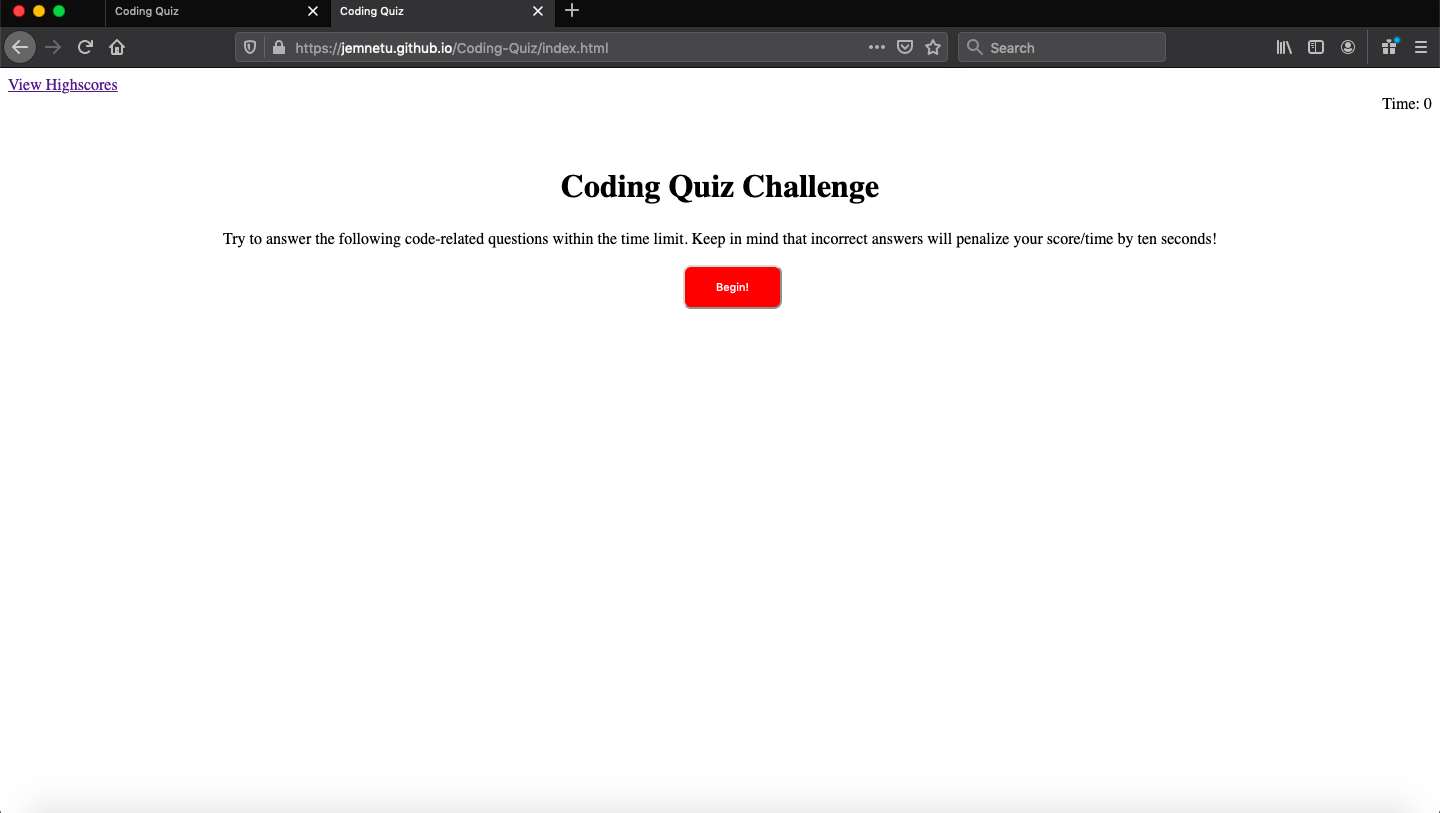 Coding Quiz
Coding Quiz
https://jemnetu.github.io/Coding-Quiz/index.html
Search
View Highscores
Time: 0
Coding Quiz Challenge
Try to answer the following code-related questions within the time limit. Keep in mind that incorrect answers will penalize your score/time by ten seconds!
Begin!